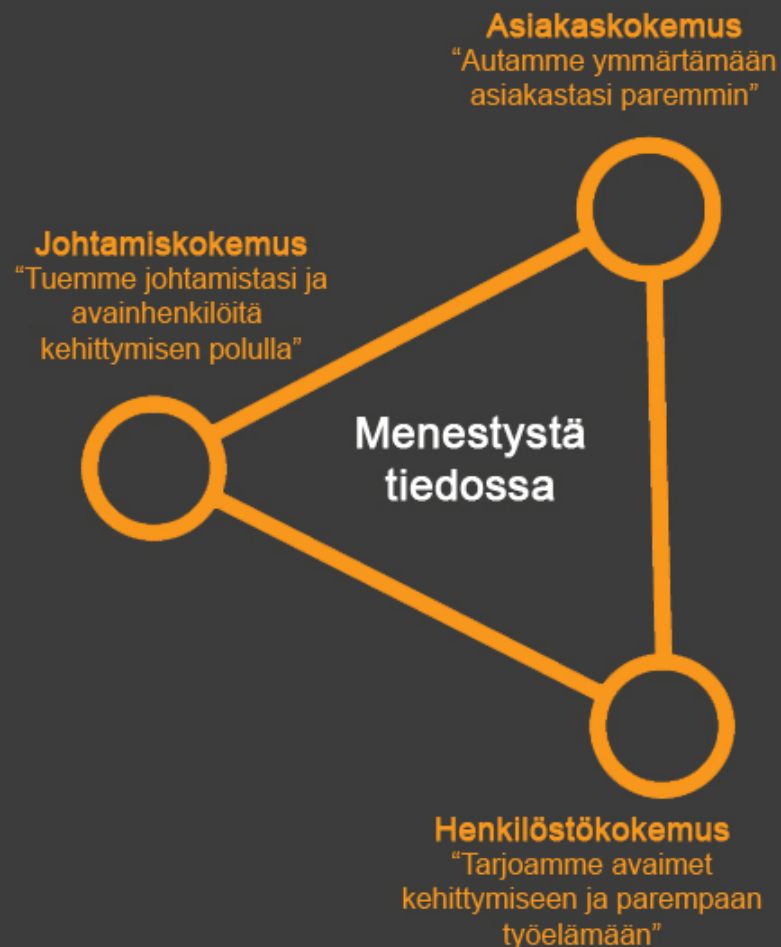 Asiakaskokemus
“Autamme ymmärtämään
asiakastasi paremmin”
Johtamiskokemus
“Tuemme johtamistasi ja
avainhenkilöitä
kehittymisen polulla”
Menestystä
tiedossa
Henkilöstökokemus
“Tarjoamme avaimet
kehittymiseen ja parempaan
työelämään”